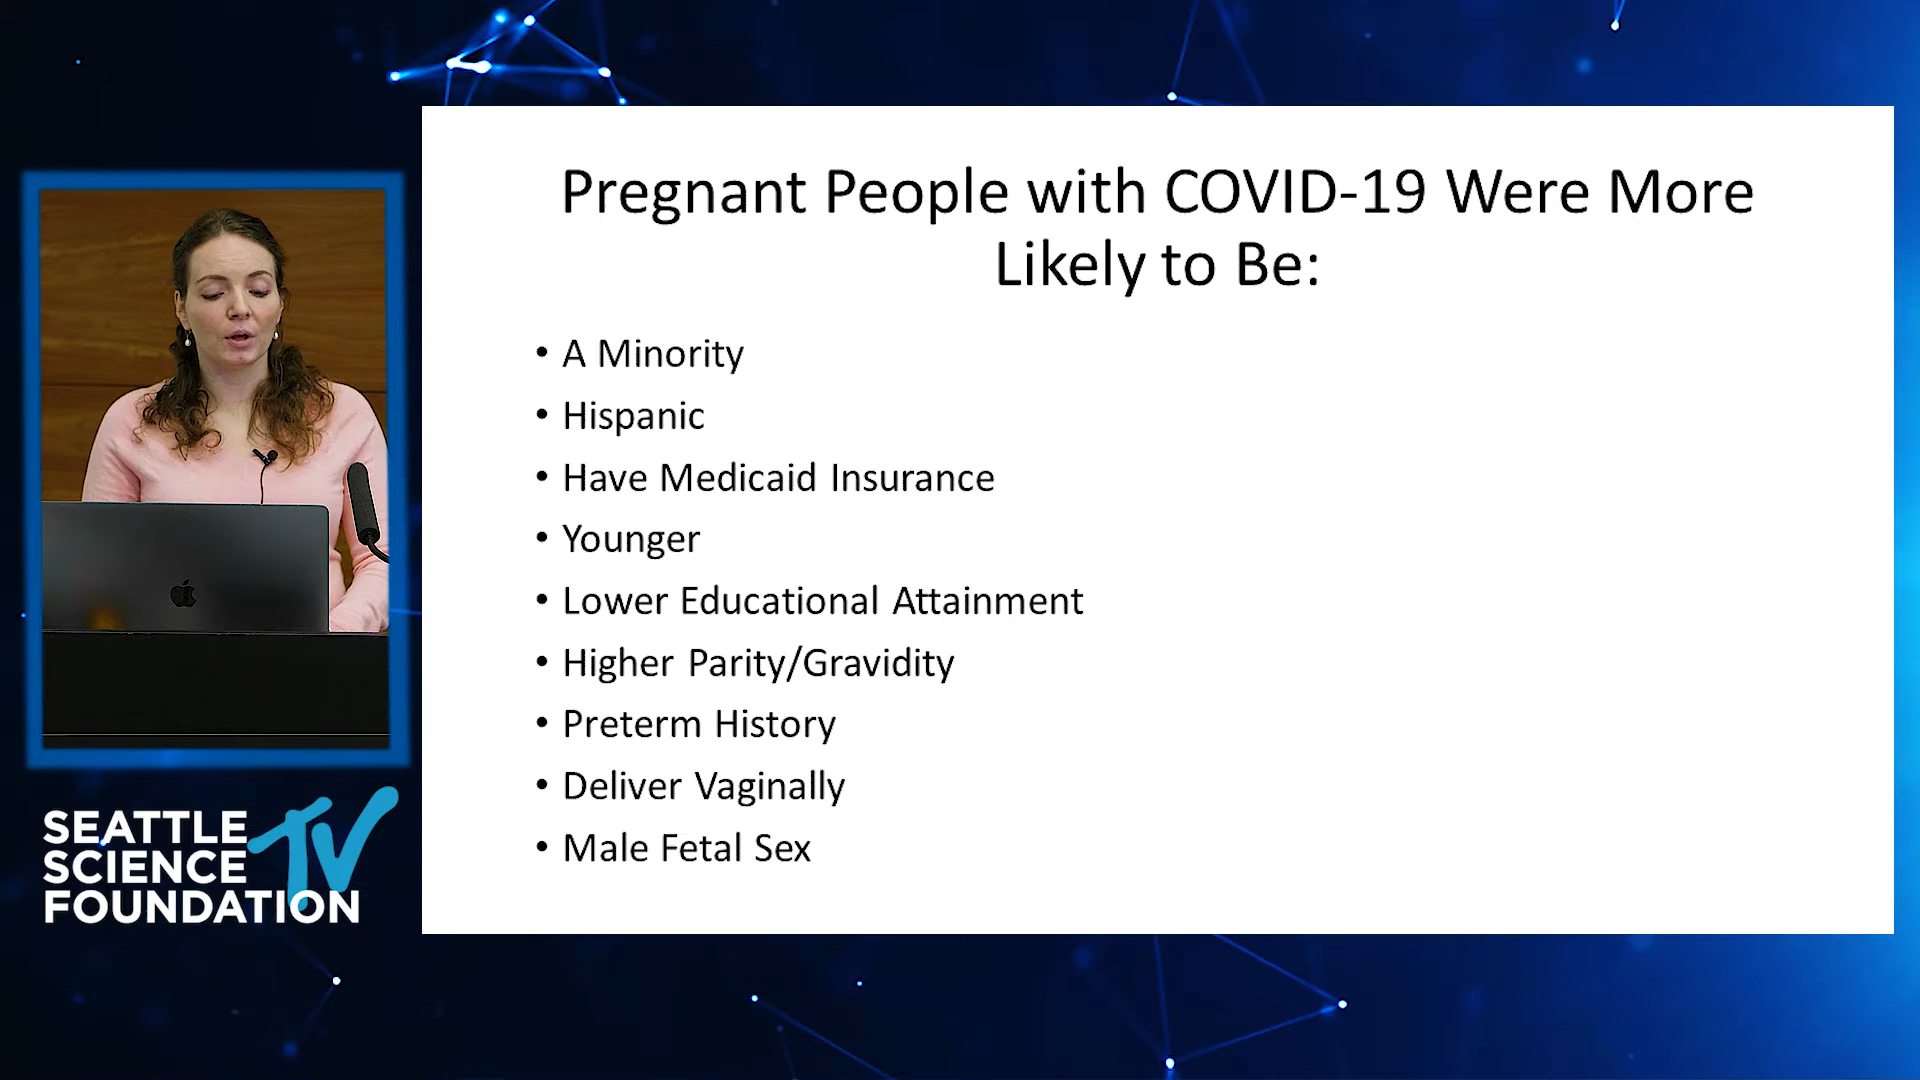 Pregnant People with COVID-19 Were More
Likely to Be:
• A Minority
• Hispanic
• Have Medicaid Insurance
• Younger
• Lower Educational Attainment
• Higher Parity/Gravidity
• Preterm History
• Deliver Vaginally
• Male Fetal Sex
SEATTLE
SCIENCE
FOUNDATION
TV